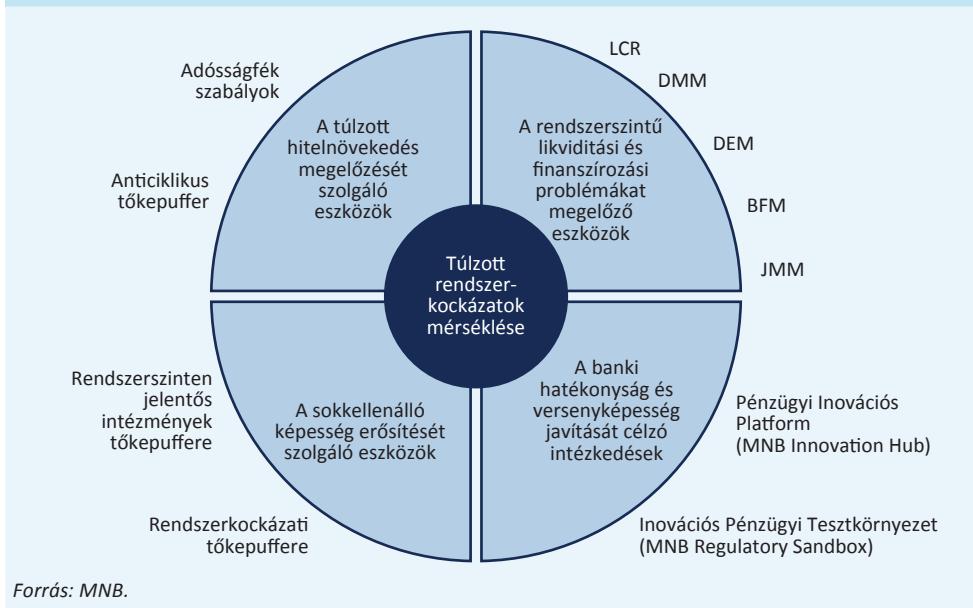 Adósságfék
szabályok
Anticiklikus
tőkepuffer
A túlzott
hitelnövekedés
megelőzését
szolgáló
eszközök
LCR
DMM
DEM
BFM
JMM
A rendszerszintű
likviditási és
finanszírozási
problémákat
megelőző
eszközök
Túlzott
rendszer-
kockázatok
mérséklése
Rendszerszinten
jelentős
intézmények
tőkepuffere
Rendszerkockázati
tőkepuffere
A sokkellenálló
képesség erősítését
szolgáló eszközök
A banki
hatékonyság és
versenyképesség
javítását célzó
intézkedések
Pénzügyi Inovációs
Platform
(MNB Innovation Hub)
Inovációs Pénzügyi Tesztkörnyezet
(MNB Regulatory Sandbox)
Forrás: MNB.